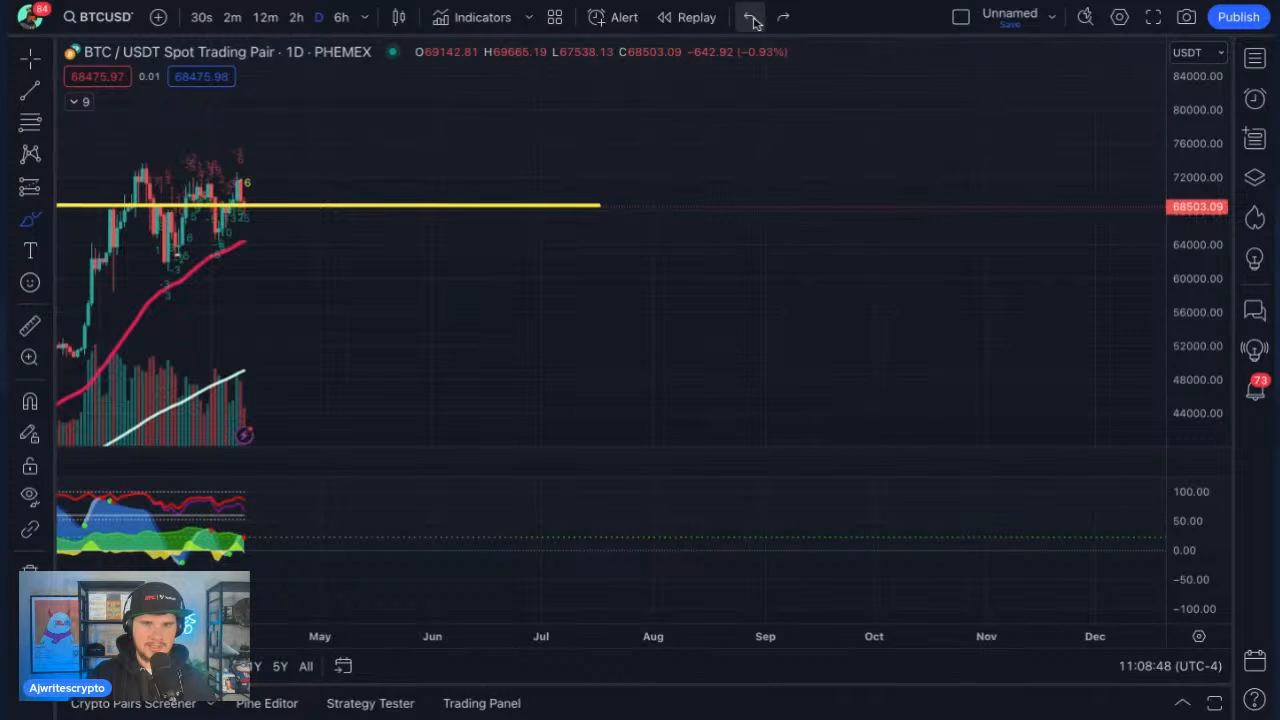 84
BTCUSDT
30s 2m 12m 2h D 6h
Indicators
Alert
Replay
Unnamed
Save
Publish
BTC / USDT Spot Trading Pair · 1D · PHEMEX
O69142.81 H69665.19 L67538.13 C68503.09 −642.92 (−0.93%)
USDT
68475.97 0.01 68475.98
9
84000.00
80000.00
76000.00
72000.00
68503.09
64000.00
60000.00
56000.00
52000.00
48000.00
44000.00
6
73
100.00
50.00
0.00
−50.00
−100.00
May Jun Jul Aug Sep Oct Nov Dec
5Y All
11:08:48 (UTC-4)
Ajwritescrypto
Crypto Pairs Screener Pine Editor Strategy Tester Trading Panel